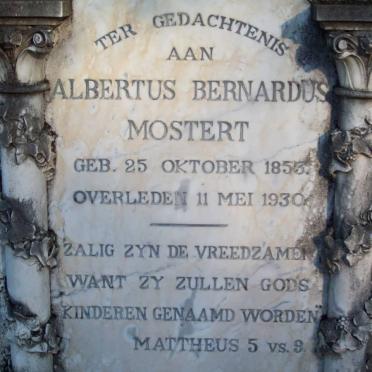 TER GEDACHTENIS
AAN
ALBERTUS BERNARDUS
MOSTERT
GEB. 25 OKTOBER 1855.
OVERLEDEN 11 MEI 1930.
ZALIG ZYN DE VREEDZAMEN
WANT ZY ZULLEN GODS
KINDEREN GENAAMD WORDEN
MATTHEUS 5 vs. 9.